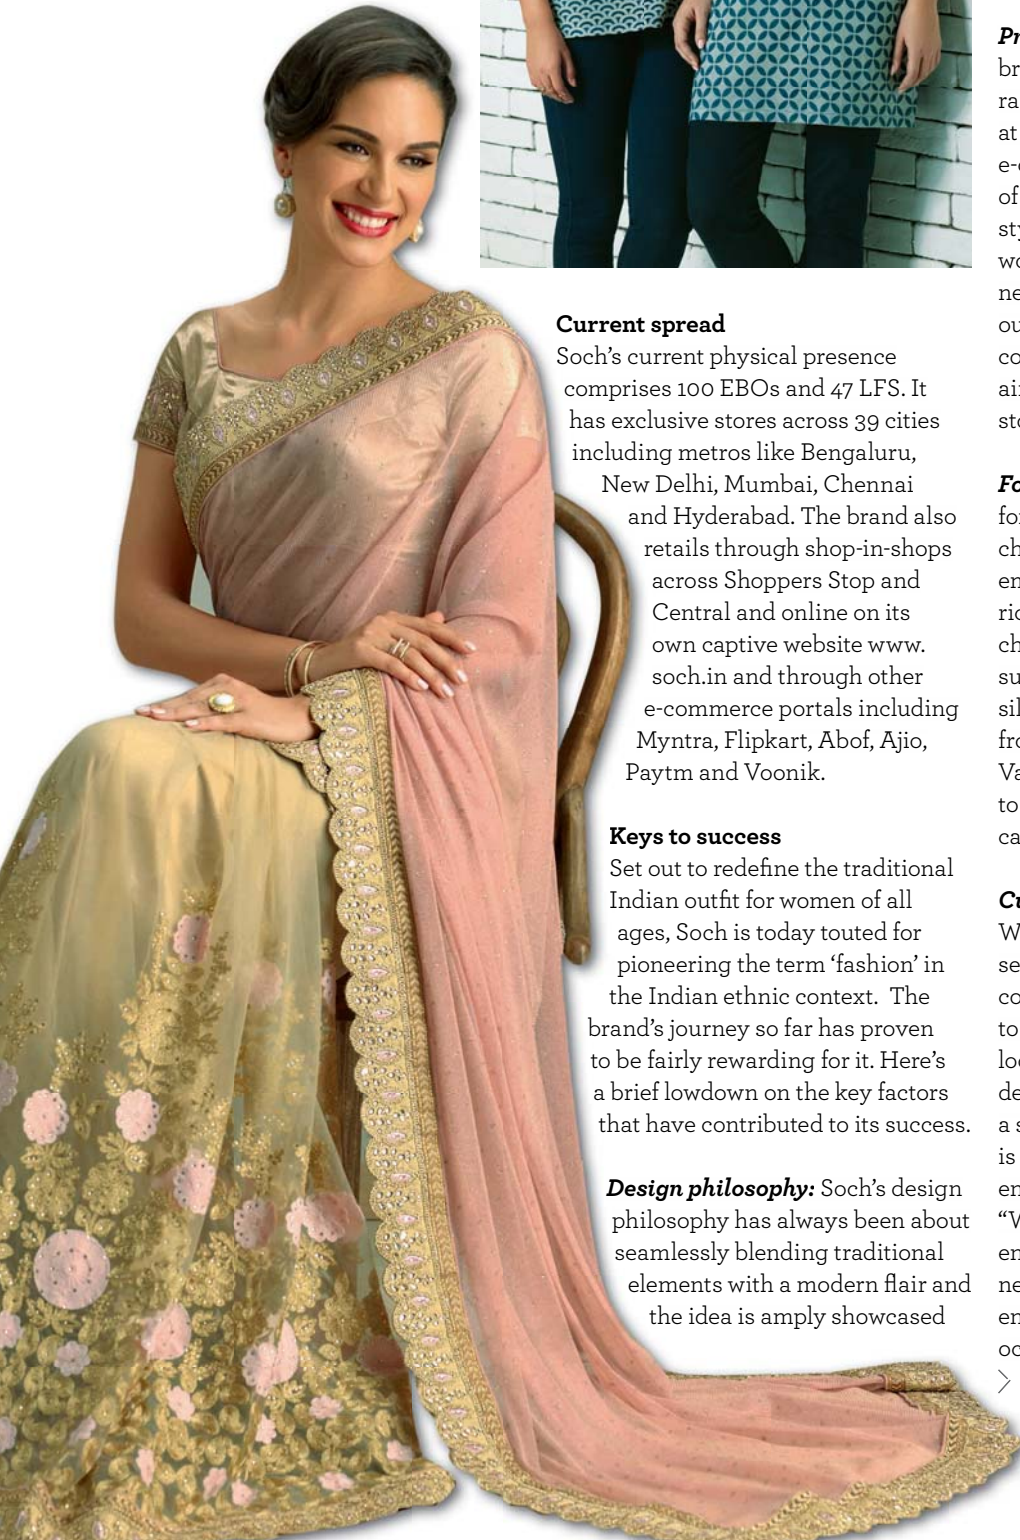 Current spread
Soch's current physical presence
comprises 100 EBOs and 47 LFS. It
has exclusive stores across 39 cities
including metros like Bengaluru,
New Delhi, Mumbai, Chennai
and Hyderabad. The brand also
retails through shop-in-shops
across Shoppers Stop and
Central and online on its
own captive website www.
soch.in and through other
e-commerce portals including
Myntra, Flipkart, Abof, Ajio,
Paytm and Voonik.
Keys to success
Set out to redefine the traditional
Indian outfit for women of all
ages, Soch is today touted for
pioneering the term ‘fashion’ in
the Indian ethnic context.  The
brand’s journey so far has proven
to be fairly rewarding for it. Here’s
a brief lowdown on the key factors
that have contributed to its success.
Design philosophy: Soch’s design
philosophy has always been about
seamlessly blending traditional
elements with a modern flair and
the idea is amply showcased